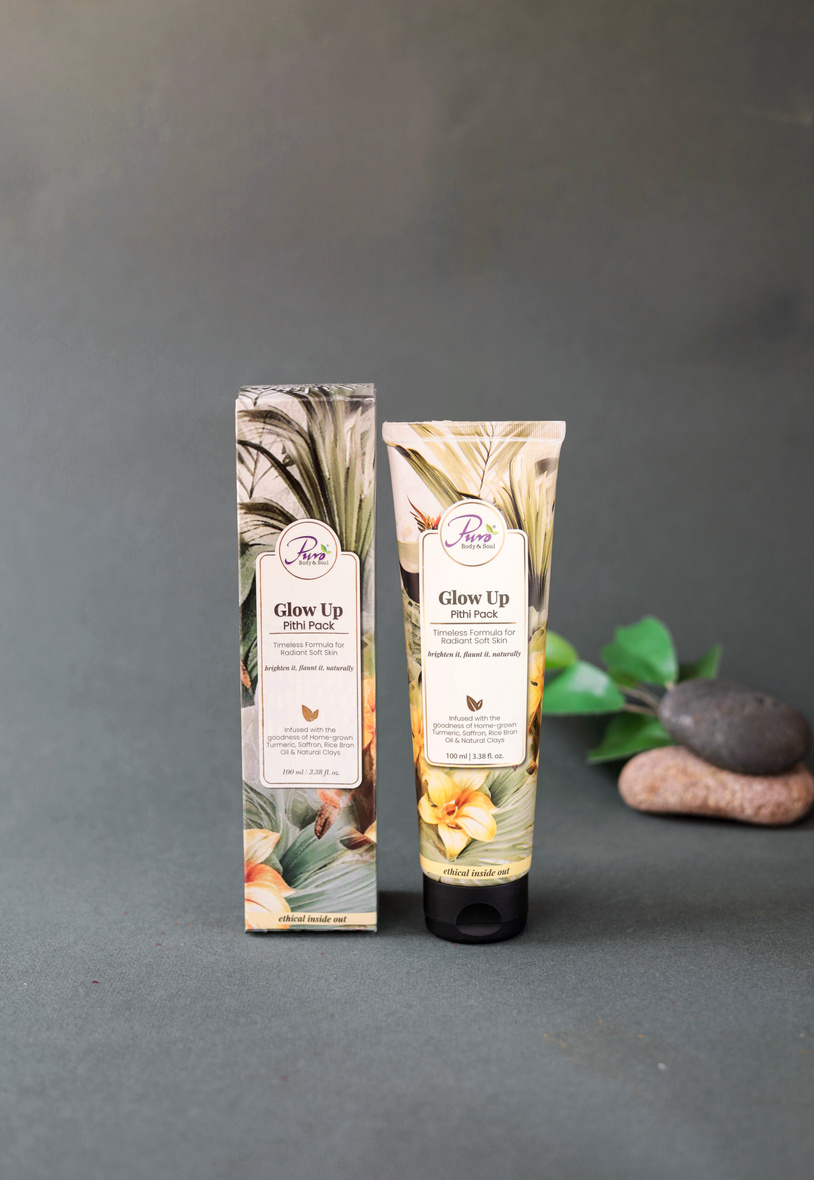 Puro
Body & Soul
Glow Up
Pithi Pack
Timeless Formula for
Radiant Soft Skin
brighten it, flaunt it, naturally
Infused with the
goodness of Home-grown
Turmeric, Saffron, Rice Bran
Oil & Natural Clays
100 ml / 3.38 fl. oz.
ethical inside out
Puro
Body & Soul
Glow Up
Pithi Pack
Timeless Formula for
Radiant Soft Skin
brighten it, flaunt it, naturally
Infused with the
goodness of Home-grown
Turmeric, Saffron, Rice Bran
Oil & Natural Clays
100 ml | 3.38 fl. oz.
ethical inside out